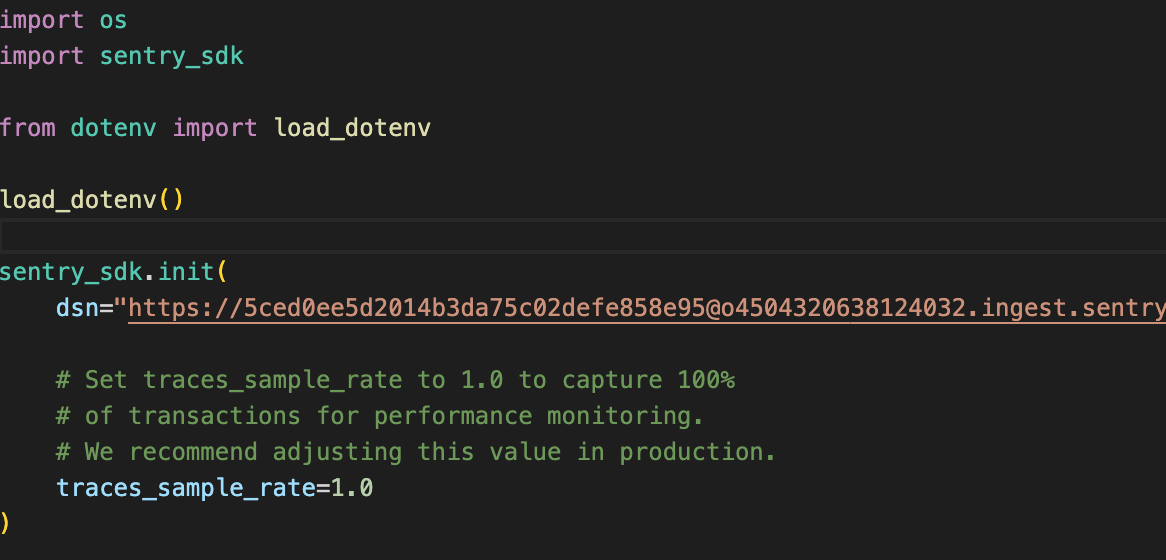 import os
import sentry_sdk
from dotenv import load_dotenv
load_dotenv()
sentry_sdk.init(
    dsn="https://5ced0ee5d2014b3da75c02defe858e95@o4504320638124032.ingest.sentry
    # Set traces_sample_rate to 1.0 to capture 100%
    # of transactions for performance monitoring.
    # We recommend adjusting this value in production.
    traces_sample_rate=1.0
)